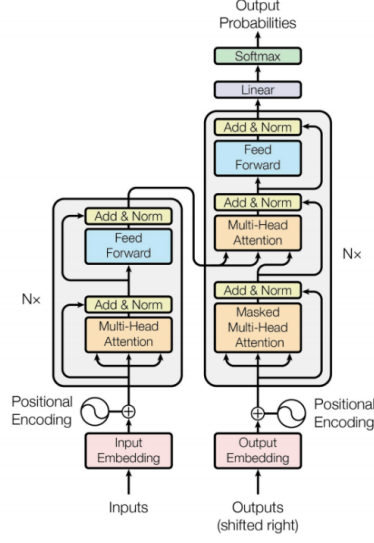 Output
Probabilities
Softmax
Linear
Add & Norm
Feed
Forward
Add & Norm
Multi-Head
Attention
Nx
Add & Norm
Masked
Multi-Head
Attention
Add & Norm
Feed
Forward
Nx
Add & Norm
Multi-Head
Attention
Positional
Encoding
Positional
Encoding
Input
Embedding
Output
Embedding
Inputs
Outputs
(shifted right)